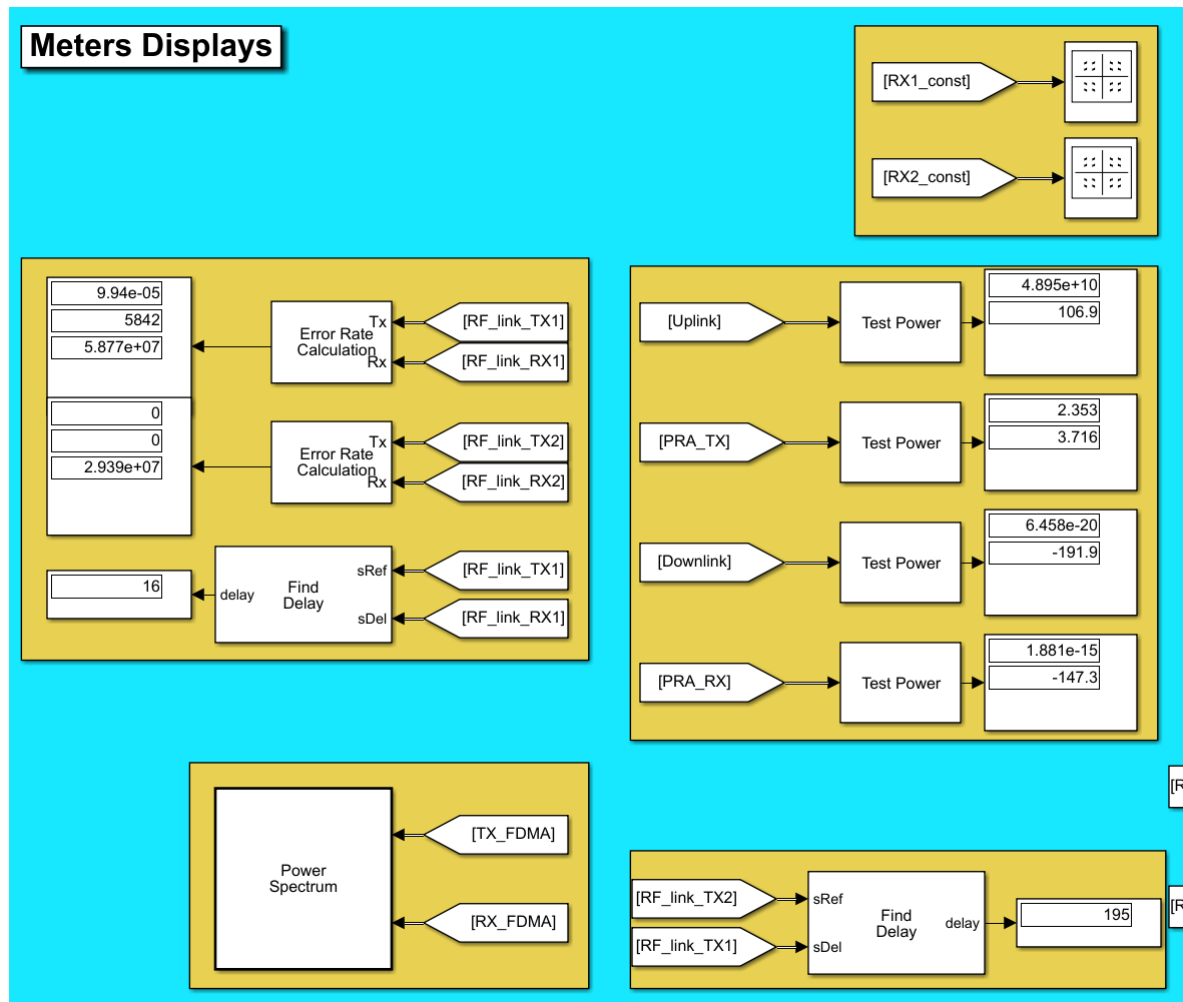 Meters Displays
[RX1_const]
[RX2_const]
9.94e-05
5842
5.877e+07
Tx
Error Rate
Calculation
Rx
[RF_link_TX1]
[RF_link_RX1]
0
0
2.939e+07
Tx
Error Rate
Calculation
Rx
[RF_link_TX2]
[RF_link_RX2]
16
delay
Find
Delay
sRef
sDel
[RF_link_TX1]
[RF_link_RX1]
[Uplink]
Test Power
4.895e+10
106.9
[PRA_TX]
Test Power
2.353
3.716
[Downlink]
Test Power
6.458e-20
-191.9
[PRA_RX]
Test Power
1.881e-15
-147.3
Power
Spectrum
[TX_FDMA]
[RX_FDMA]
[RF_link_TX2]
[RF_link_TX1]
sRef
sDel
Find
Delay
delay
195
[R
[R